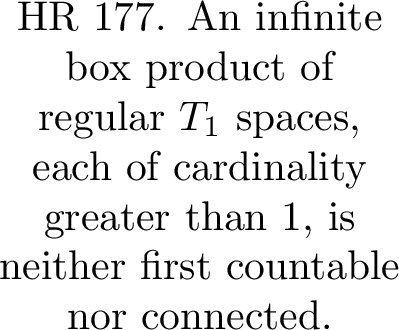 HR 177. An infinite
box product of
regular $T_1$ spaces,
each of cardinality
greater than 1, is
neither first countable
nor connected.